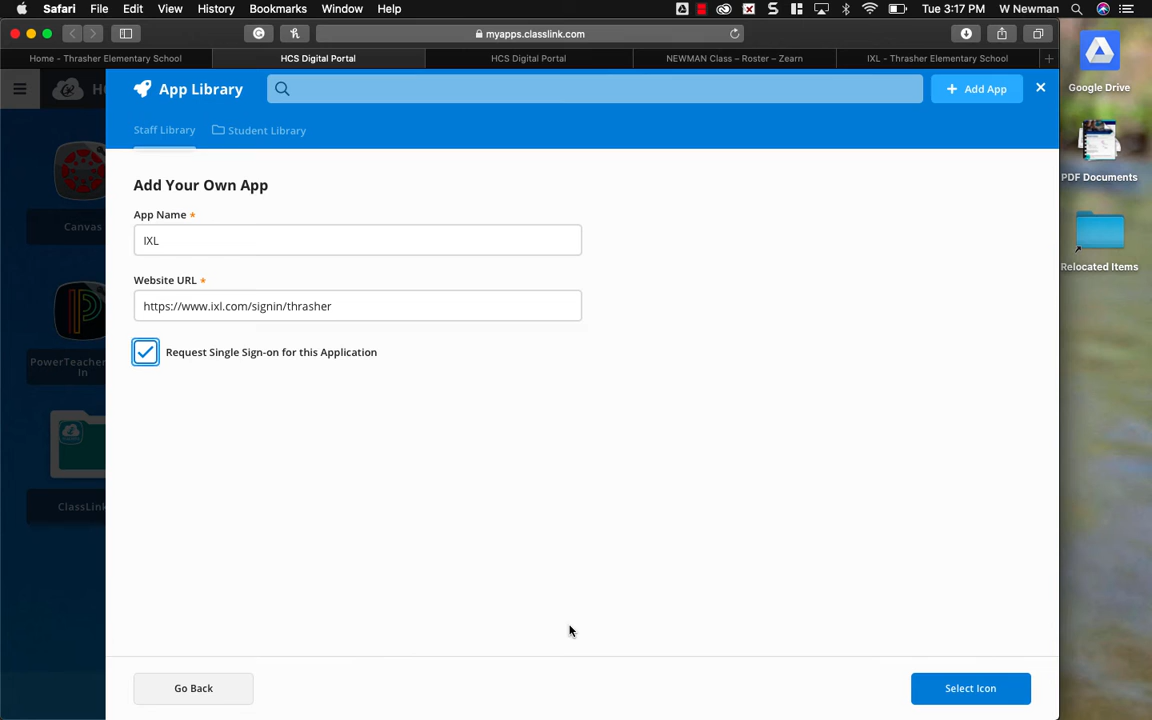 Safari File Edit View History Bookmarks Window Help Tue 3:17 PM W Newman
myapps.classlink.com
Home – Thrasher Elementary School HCS Digital Portal HCS Digital Portal NEWMAN Class – Roster – Zearn IXL - Thrasher Elementary School
App Library
+ Add App
Staff Library Student Library
Add Your Own App
App Name *
IXL
Website URL *
https://www.ixl.com/signin/thrasher
Request Single Sign-on for this Application
Go Back
Select Icon
Canvas
PowerTeacher
In
ClassLink
Google Drive
PDF Documents
Relocated Items